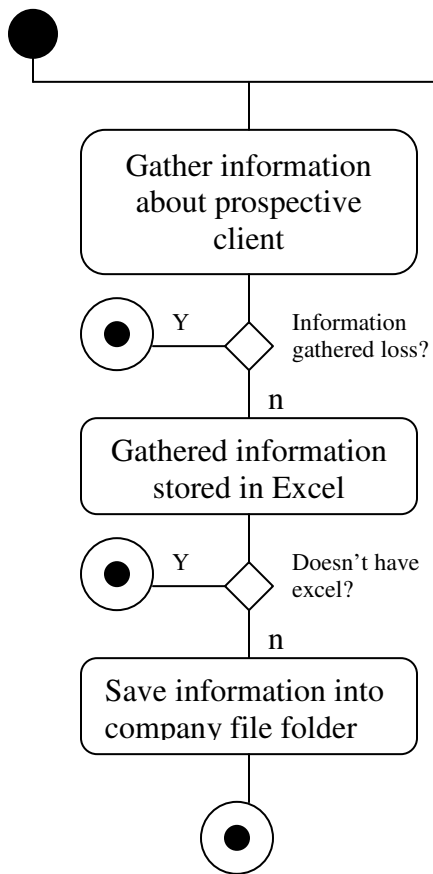 Gather information
about prospective
client
Y
Information
gathered loss?
n
Gathered information
stored in Excel
Y
Doesn't have
excel?
n
Save information into
company file folder